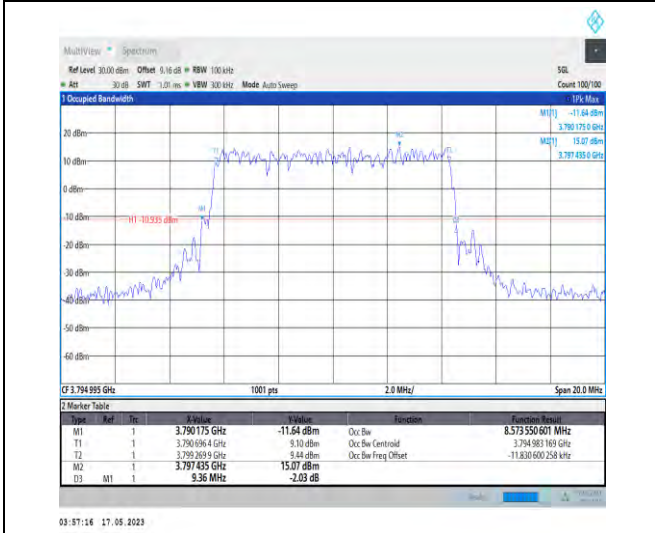 MultiView Spectrum
Ref Level 30.00 dBm Offset 9.16 dB RBW 100 kHz SGL
Att 30 dB SWT 1.01 ms VBW 300 kHz Mode Auto Sweep Count 100/100
1 Occupied Bandwidth 1Pk Max
M1[1] -11.64 dBm
3.790 175 0 GHz
M2[1] 15.07 dBm
3.797 435 0 GHz
20 dBm
10 dBm
0 dBm
-10 dBm
H1 -10.935 dBm
-20 dBm
-30 dBm
-40 dBm
-50 dBm
-60 dBm
M1
T1
M2
D3
CF 3.794 995 GHz 1001 pts 2.0 MHz/ Span 20.0 MHz
2 Marker Table
Type Ref Trc X-Value Y-Value Function Function Result
M1 1 3.790175 GHz -11.64 dBm Occ Bw 8.573 550 601 MHz
T1 1 3.790 696 4 GHz 9.10 dBm Occ Bw Centroid 3.794 983 169 GHz
T2 1 3.799 269 9 GHz 9.44 dBm Occ Bw Freq Offset -11.830 600 258 kHz
M2 1 3.797435 GHz 15.07 dBm
D3 M1 1 9.36 MHz -2.03 dB
03:57:16 17.05.2023